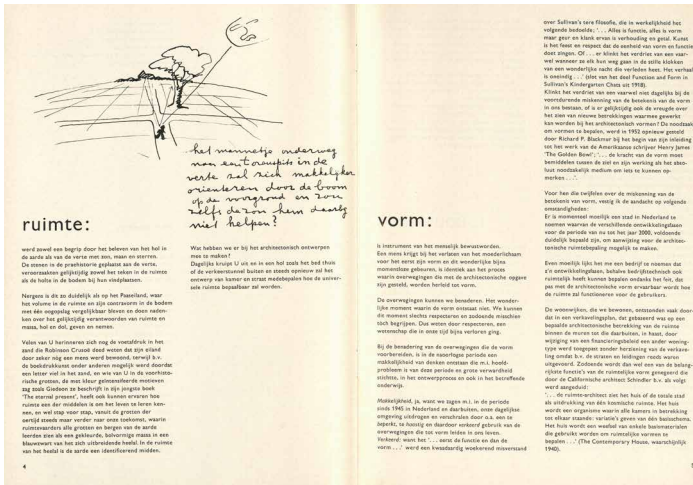 het mannetje onderweg
naar een torenspits in de
verte zal zich makkelijker
orienteren door de boom
op de voorgrond en zou
zelfs de zon hem daarbij
niet helpen?
ruimte:
werd zowel een begrip door het beleven van het hol in
de aarde als van de verte met zon, maan en sterren.
De stenen in de praehistorie geplaatst aan de verte,
veroorzaakten gelijktijdig zowel het teken in de ruimte
als de holte in de bodem bij hun vindplaatsen.
Nergens is dit zo duidelijk als op het Paaseiland, waar
het volume in de ruimte en zijn contravorm in de bodem
met één oogopslag vergelijkbaar bleven en doen naden-
ken over het gelijktijdig verantwoorden van ruimte en
massa, hol en dol, geven en nemen.
Velen van U herinneren zich nog de voetafdruk in het
zand die Robinson Crusoë deed weten dat zijn eiland
door zeker nog een mens werd bewoond, terwijl b.v.
de boekdrukkunst onder anderen mogelijk werd doordat
een letter viel in het zand, en wie van U in de voorhisto-
rische grotten, de met kleur gelmiseerde motieven
zag zoals Giedion ze beschrijft in zijn jongste boek
'The eternal present', heeft ook kunnen ervaren hoe
ruimte een der middelen is om het leven te leren ken-
nen, en wel stap voor stap, vanuit de grotten der
oertijd steeds maar verder naar onze toekomst, waarin
ruimtevaarders alle grotten en bergen van de aarde
leerden zien als een gekleurde, bolvormige massa in een
blauwzwart van het zich uitbreidende heelal. In de ruimte
van het heelal is de aarde een identificerend midden.
4
Wat hebben we er bij het architectonisch ontwerpen
mee te maken?
Dagelijks kruipt U en in een hol zoals het bed thuis
of de verkeerstunnel buiten en steeds opnieuw zal het
ontwerp van kamer en straat medebepalen hoe de univer-
sele ruimte bepaalbaar zal worden.
vorm:
is instrument van het menselijk bewustworden.
Een mens krijgt bij het verlaten van het moederlichaam
voor het eerst zijn vorm en dit wonderlijke bijna
momentloze gebeuren, is identiek aan het proces
waarin overwegingen die met de architectonische opgave
zijn gesteld, worden herleid tot vorm.
De overwegingen kunnen we benaderen. Het wonder-
lijke moment waarin de vorm ontstaat niet. We kunnen
dit moment slechts respecteren en zodoende misschien
tòch begrijpen. Dus weten door respecteren, een
wetenschap die in onze tijd bijna verloren ging.
Bij de benadering van de overwegingen die de vorm
voorbereiden, is in de naoorlogse periode een
makkelijkheid van denken ontstaan die m.i. hoofd-
probleem is van deze periode en grote verwardheid
stichtte, in het ontwerpproces en ook in het betreffende
onderwijs.
Makkelijkheid, ja, want we zagen m.i. in de periode
sinds 1945 in Nederland en daarbuiten, onze dagelijkse
omgeving uitdrogen en verschralen door o.a. een te
beperkt, te haastig en daardoor verkeerd gebruik van de
overwegingen die tot vorm leiden in ons leven.
Verkeerd: want het '. . . eerst de functie en dan de
vorm . . .' werd een kwaadaardig woekerend misverstand
over Sullivan's tere filosofie, die in werkelijkheid het
volgende bedoelde; '. . . Alles is functie, alles is vorm
maar geur en klank ervan is verhouding en getal. Kunst
is het feest en respect dat de eenheid van vorm en functie
doet zingen. Of . . . er klinkt het verdriet van een vaar-
wel wanneer ze elk hun weg gaan in de stille klokken
van een wonderlijke nacht die verleden heet. Het verhaal
is oneindig . . .' (slot van het deel Function and Form in
Sullivan's Kindergarten Chats uit 1918).
Klinkt het verdriet van een vaarwel niet dagelijks bij de
voortdurende miskenning van de betekenis van de vorm
in ons bestaan, of is er gelijktijdig ook de vreugde over
het zien van nieuwe betrekkingen waarmee gewerkt
kan worden bij het architectonisch vormen? De noodzaak
om vormen te bepalen, werd in 1952 opnieuw gesteld
door Richard P. Blackmur bij het begin van zijn inleiding
tot het werk van de Amerikaanse schrijver Henry James
'The Golden Bowl'; '. . . de kracht van de vorm moet
bemiddelen tussen de ziel en zijn werking als het abso-
luut noodzakelijk medium om iets te kunnen op-
merken . . .'.
Voor hen die twijfelen over de miskenning van de
betekenis van vorm, vestig ik de aandacht op volgende
omstandigheden:
Er is momenteel moeilijk een stad in Nederland te
noemen waarvan de verschillende ontwikkelingsfasen
voor de periode van nu tot het jaar 2000, voldoende
duidelijk bepaald zijn, om aanwijzing voor de architec-
tonische ruimtebepaling mogelijk te maken.
Even moeilijk lijkt het me een bedrijf te noemen dat
z'n ontwikkelingsfasen, behalve bedrijfstechnisch ook
ruimtelijk heeft kunnen bepalen ondanks het feit, dat
pas met de architectonische vorm ervaarbaar wordt hoe
de ruimte zal functioneren voor de gebruikers.
De woonwijken, die we bewonen, ontstonden vaak door-
dat in een verkavelingsplan, dat gebaseerd was op een
bepaalde architectonische betrekking van de ruimte
binnen de muren tot die daarbuiten, in haast, door
wijziging van een financieringsbeleid een ander woning-
type werd toegepast zonder herziening van de verkave-
ling omdat b.v. de straten en leidingen reeds waren
uitgevoerd. Zodoende wordt dan wel een van de belang-
rijkste functie's van de ruimtelijke vorm genegeerd die
door de Californische architect Schindler b.v. als volgt
werd aangeduid:
'. . . de ruimte-architect ziet het huis of de totale stad
als uitdrukking van één kosmische ruimte. Het huis
wordt een organisme waarin alle kamers in betrekking
tot elkaar staande: variatie's geven van één basisthema.
Het huis wordt een weefsel van enkele basismaterialen
die gebruikt worden om ruimtelijke vormen te
bepalen . . .' (The Contemporary House, waarschijnlijk
1940).
5